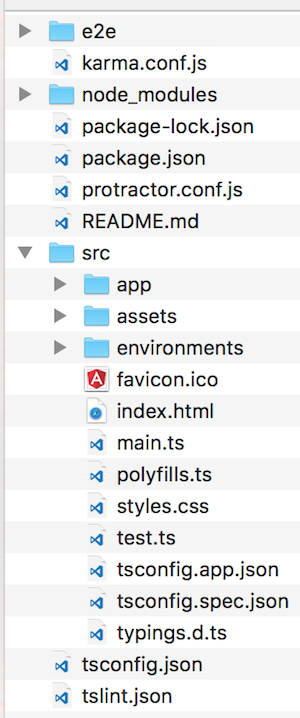 e2e
karma.conf.js
node_modules
package-lock.json
package.json
protractor.conf.js
README.md
src
app
assets
environments
favicon.ico
index.html
main.ts
polyfills.ts
styles.css
test.ts
tsconfig.app.json
tsconfig.spec.json
typings.d.ts
tsconfig.json
tslint.json